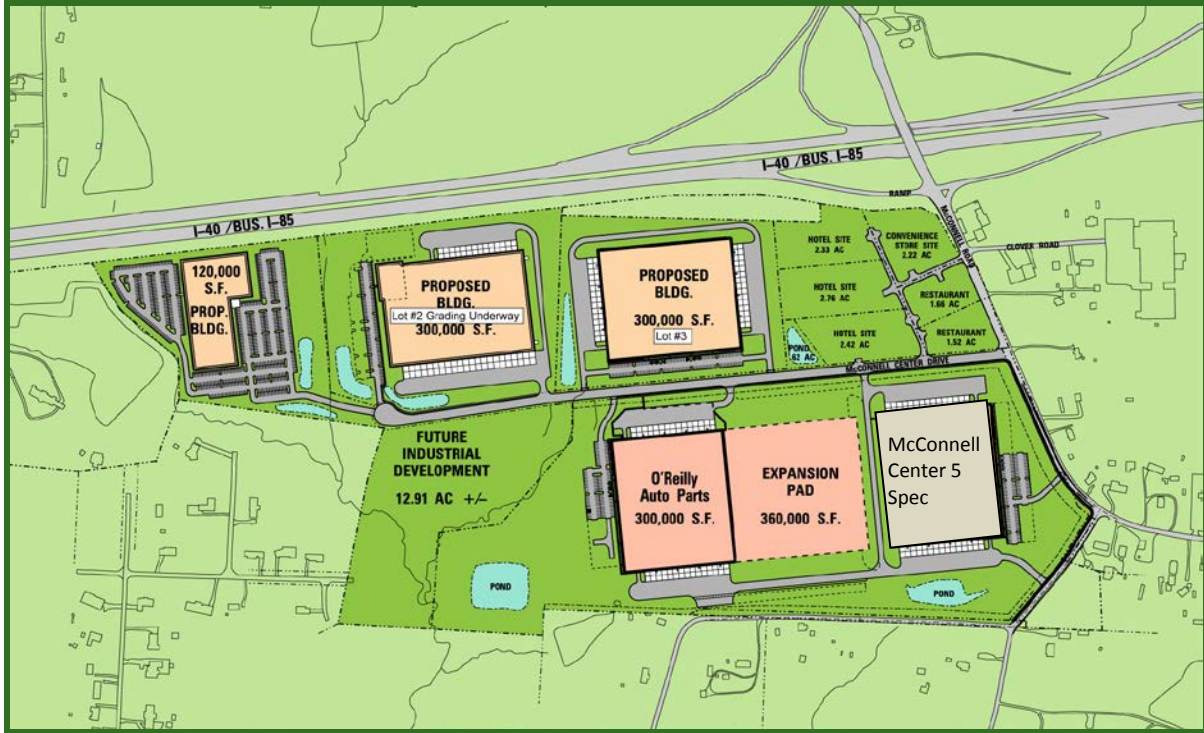 I–40 /BUS. I–85
I–40 /BUS. I–85
RAMP
McCONNELL ROAD
CLOVER ROAD
HOTEL SITE
2.33 AC
CONVENIENCE
STORE SITE
2.22 AC
HOTEL SITE
2.76 AC
RESTAURANT
1.66 AC
HOTEL SITE
2.42 AC
RESTAURANT
1.52 AC
POND
.62 AC
McCONNELL CENTER DRIVE
120,000
S.F.
PROP.
BLDG.
PROPOSED
BLDG.
Lot #2 Grading Underway
300,000 S.F.
PROPOSED
BLDG.
300,000 S.F.
Lot #3
FUTURE
INDUSTRIAL
DEVELOPMENT
12.91 AC +/–
O'Reilly
Auto Parts
300,000 S.F.
EXPANSION
PAD
360,000 S.F.
McConnell
Center 5
Spec
POND
POND